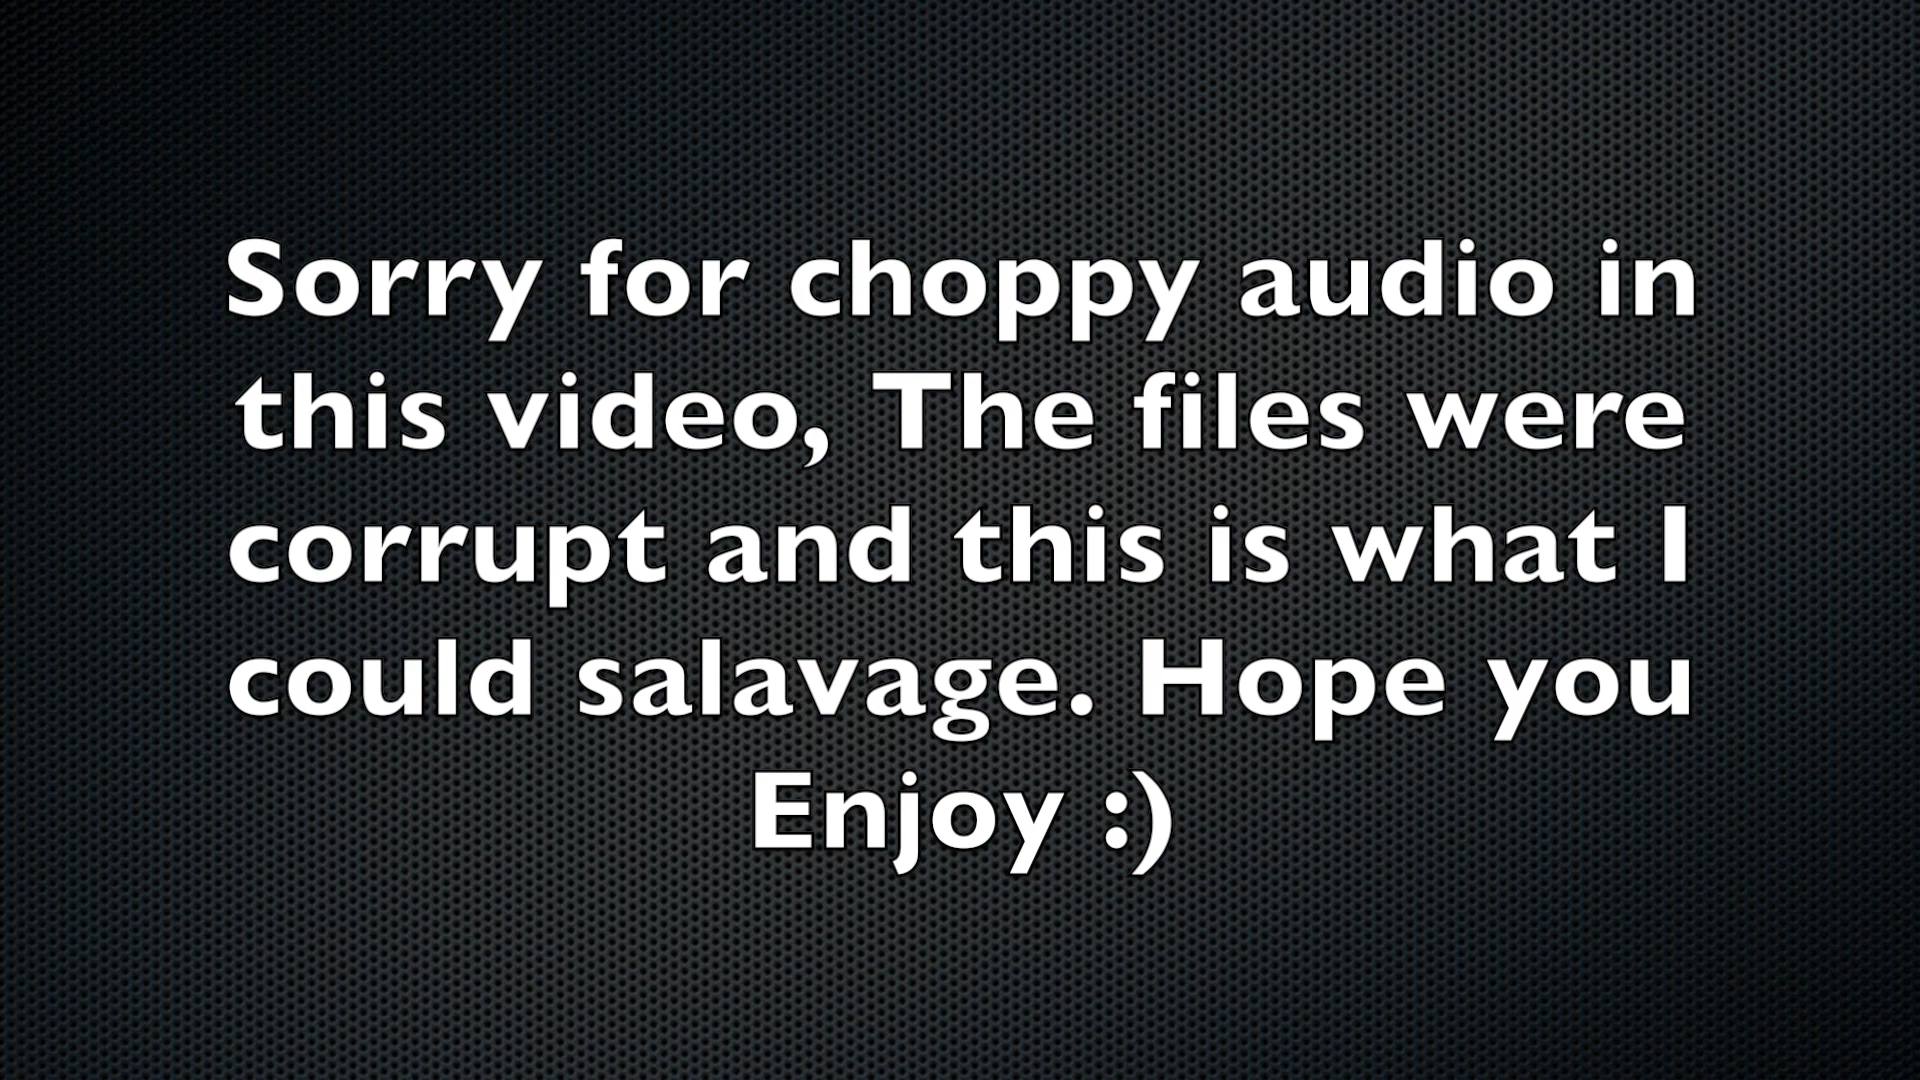 Sorry for choppy audio in
this video, The files were
corrupt and this is what I
could salavage. Hope you
Enjoy :)